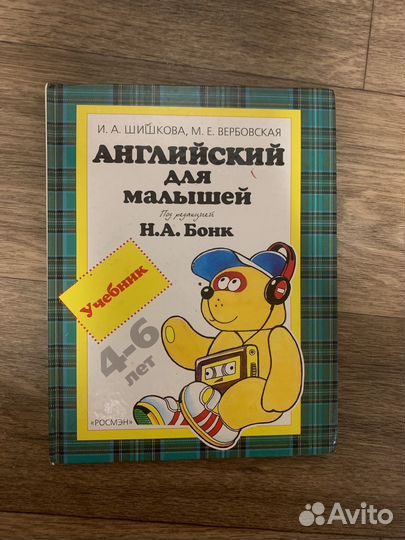 И. А. ШИШКОВА, М. Е. ВЕРБОВСКАЯ
АНГЛИЙСКИЙ
ДЛЯ
МАЛЫШЕЙ
Под редакцией
Н.А. Бонк
Учебник
4-6
лет
«РОСМЭН»
Avito